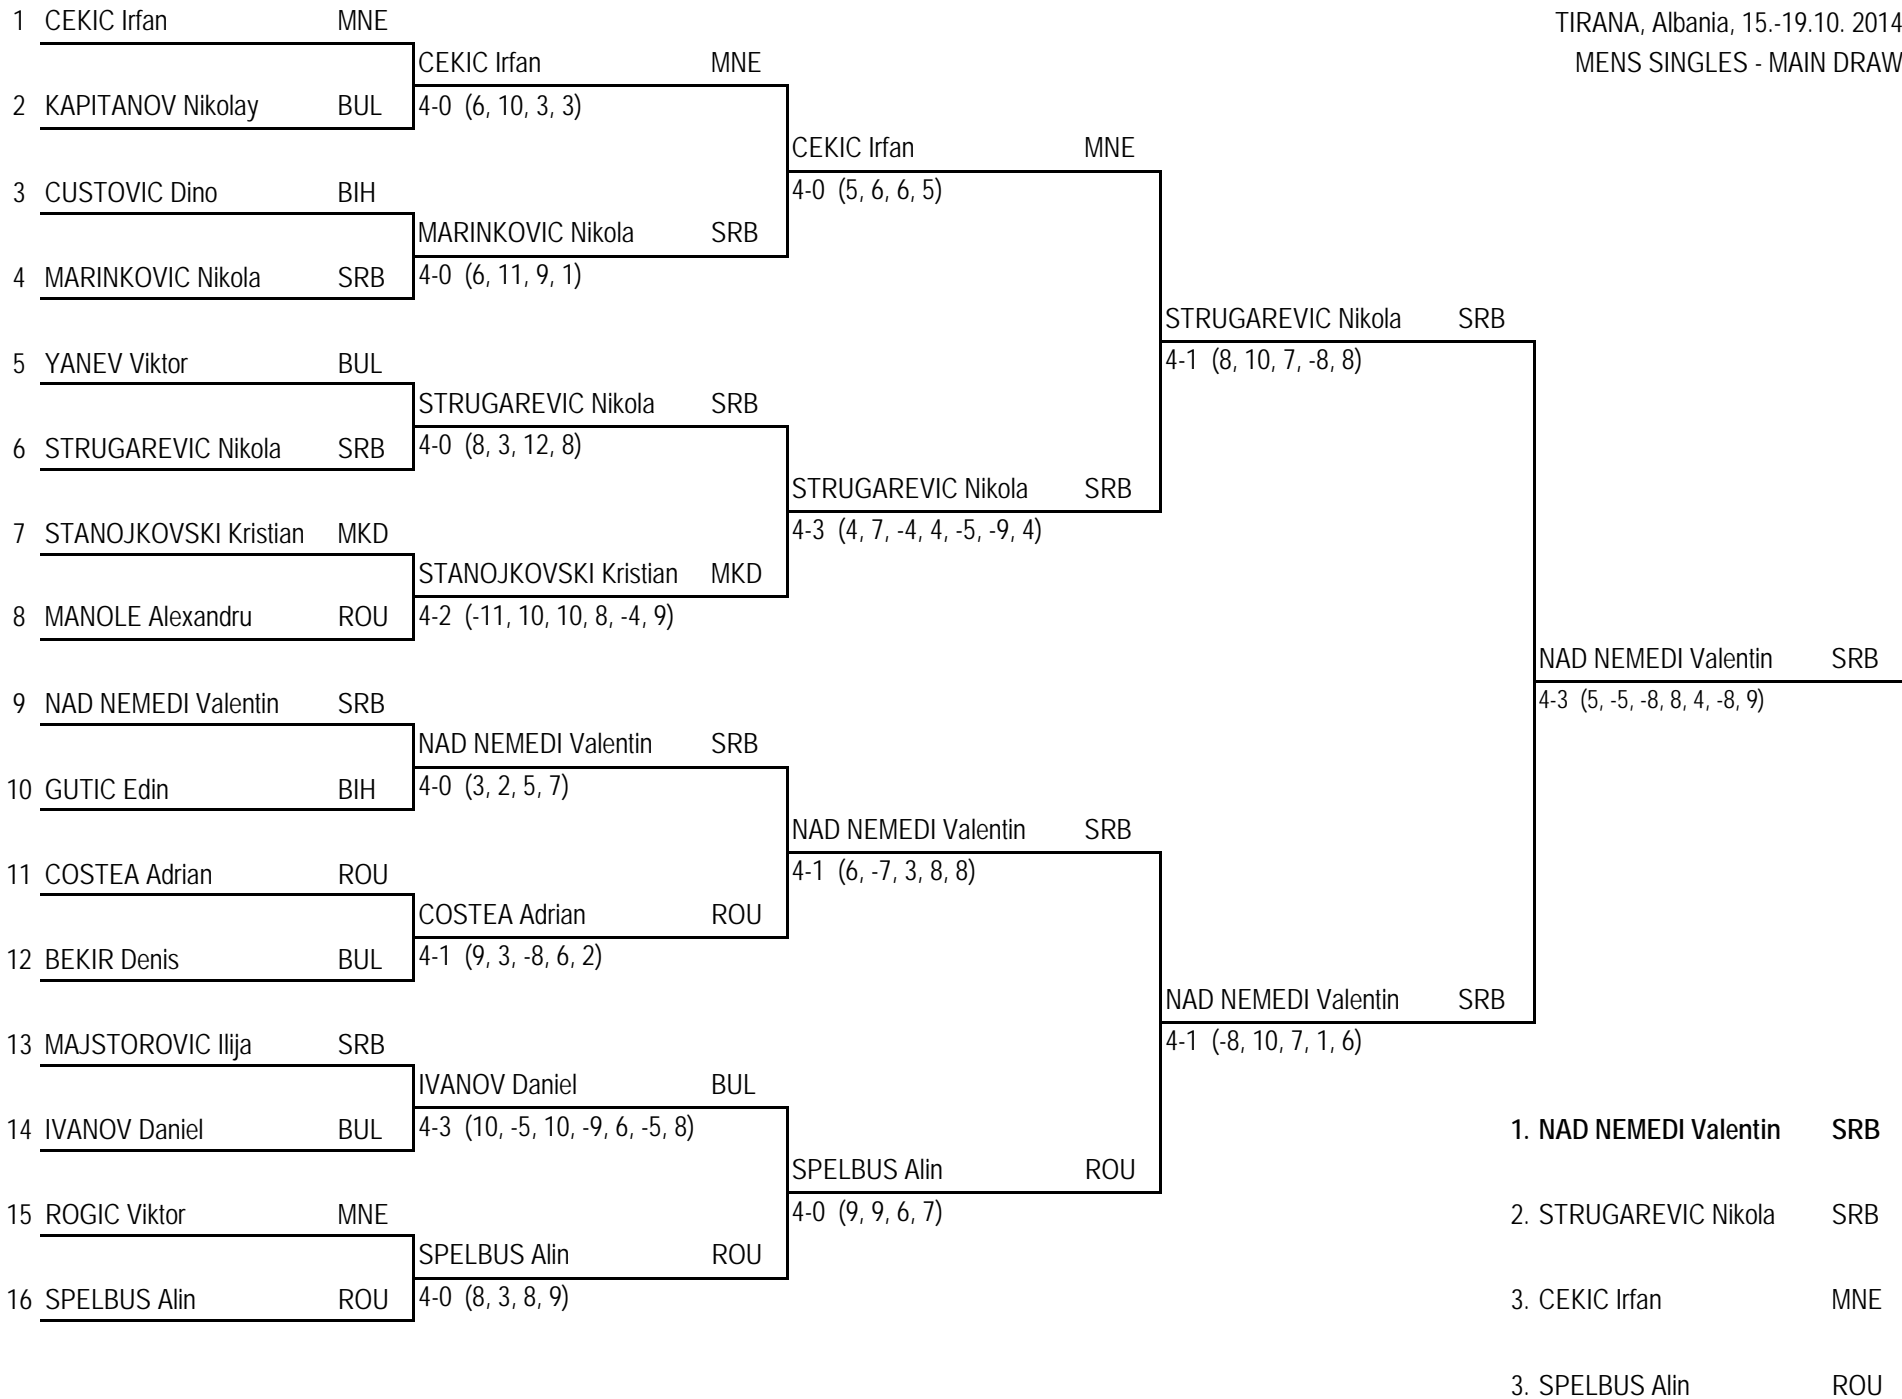 1 CEKIC Irfan MNE
TIRANA, Albania, 15.-19.10. 2014
CEKIC Irfan MNE
MENS SINGLES - MAIN DRAW
2 KAPITANOV Nikolay BUL
4-0 (6, 10, 3, 3)
CEKIC Irfan MNE
3 CUSTOVIC Dino BIH
4-0 (5, 6, 6, 5)
MARINKOVIC Nikola SRB
4 MARINKOVIC Nikola SRB
4-0 (6, 11, 9, 1)
STRUGAREVIC Nikola SRB
5 YANEV Viktor BUL
4-1 (8, 10, 7, -8, 8)
STRUGAREVIC Nikola SRB
6 STRUGAREVIC Nikola SRB
4-0 (8, 3, 12, 8)
STRUGAREVIC Nikola SRB
7 STANOJKOVSKI Kristian MKD
4-3 (4, 7, -4, 4, -5, -9, 4)
STANOJKOVSKI Kristian MKD
8 MANOLE Alexandru ROU
4-2 (-11, 10, 10, 8, -4, 9)
NAD NEMEDI Valentin SRB
9 NAD NEMEDI Valentin SRB
4-3 (5, -5, -8, 8, 4, -8, 9)
NAD NEMEDI Valentin SRB
10 GUTIC Edin BIH
4-0 (3, 2, 5, 7)
NAD NEMEDI Valentin SRB
11 COSTEA Adrian ROU
4-1 (6, -7, 3, 8, 8)
COSTEA Adrian ROU
12 BEKIR Denis BUL
4-1 (9, 3, -8, 6, 2)
NAD NEMEDI Valentin SRB
13 MAJSTOROVIC Ilija SRB
4-1 (-8, 10, 7, 1, 6)
IVANOV Daniel BUL
14 IVANOV Daniel BUL
4-3 (10, -5, 10, -9, 6, -5, 8)
1. NAD NEMEDI Valentin SRB
SPELBUS Alin ROU
15 ROGIC Viktor MNE
4-0 (9, 9, 6, 7)
2. STRUGAREVIC Nikola SRB
SPELBUS Alin ROU
16 SPELBUS Alin ROU
4-0 (8, 3, 8, 9)
3. CEKIC Irfan MNE
3. SPELBUS Alin ROU